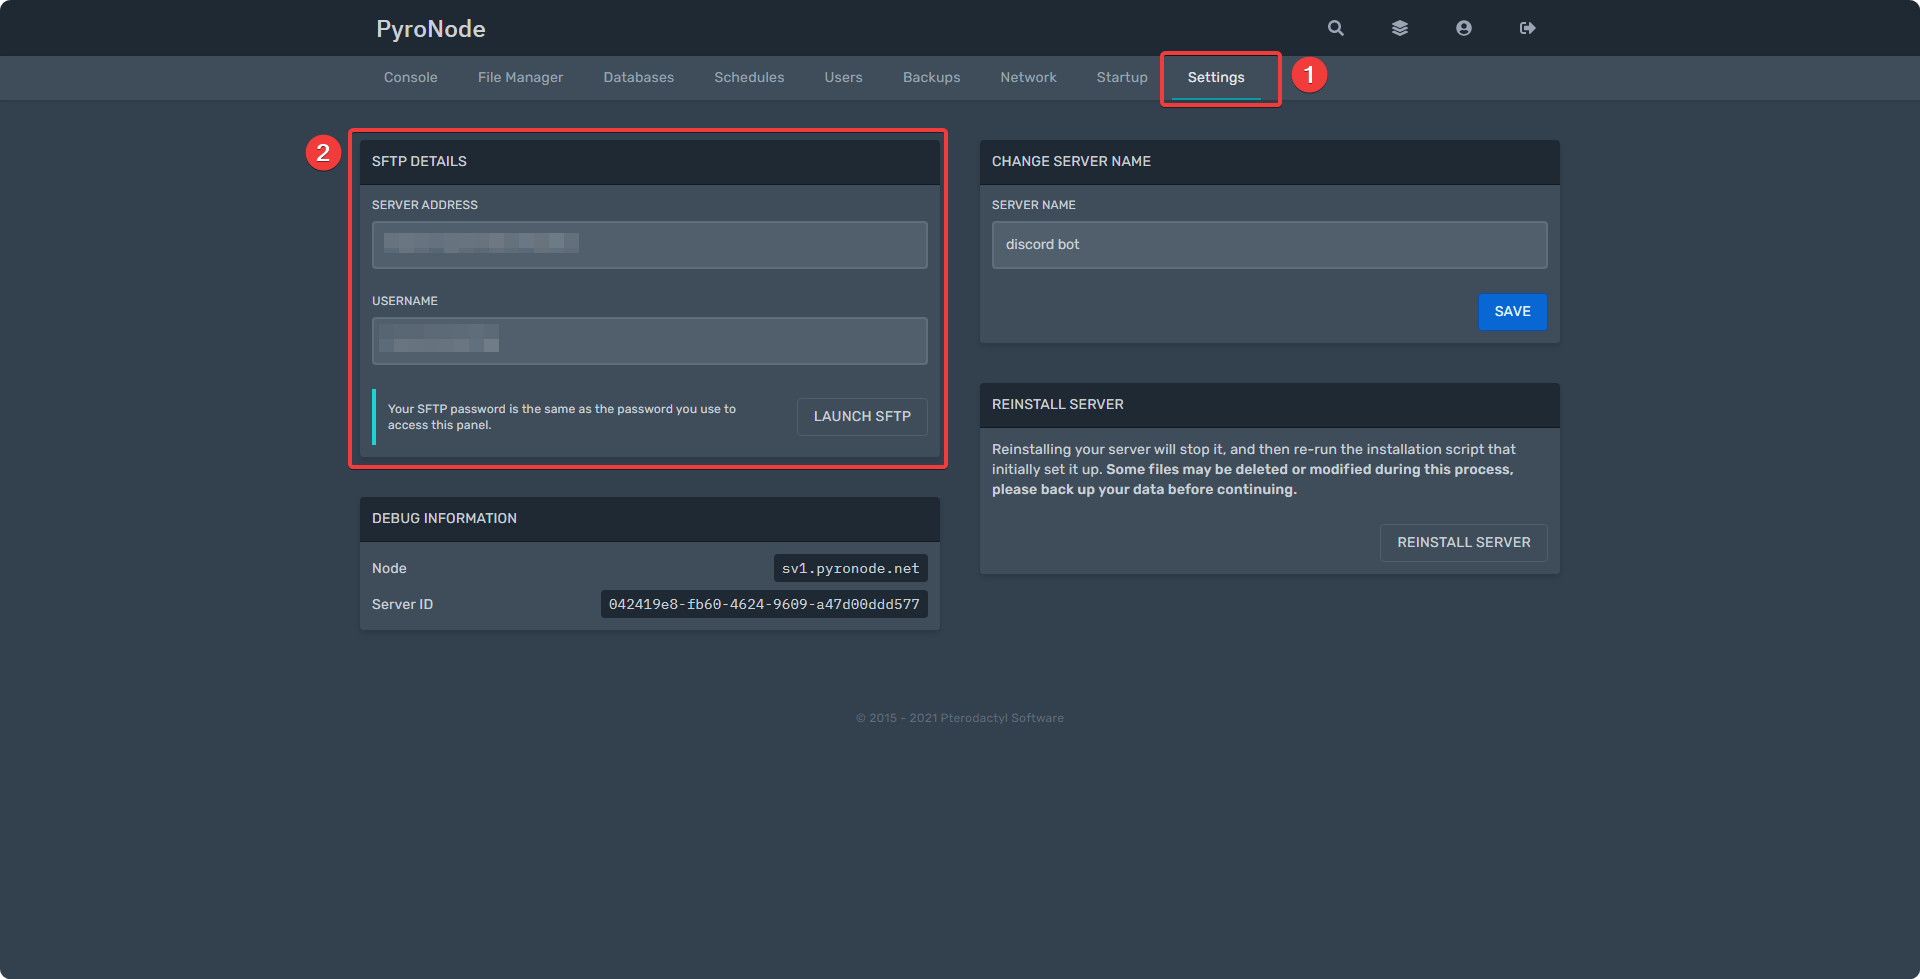 PyroNode
Console File Manager Databases Schedules Users Backups Network Startup Settings
1
2
SFTP DETAILS
SERVER ADDRESS
USERNAME
Your SFTP password is the same as the password you use to
access this panel.
LAUNCH SFTP
DEBUG INFORMATION
Node sv1.pyronode.net
Server ID 042419e8-fb60-4624-9609-a47d00ddd577
CHANGE SERVER NAME
SERVER NAME
discord bot
SAVE
REINSTALL SERVER
Reinstalling your server will stop it, and then re-run the installation script that
initially set it up. Some files may be deleted or modified during this process,
please back up your data before continuing.
REINSTALL SERVER
© 2015 - 2021 Pterodactyl Software